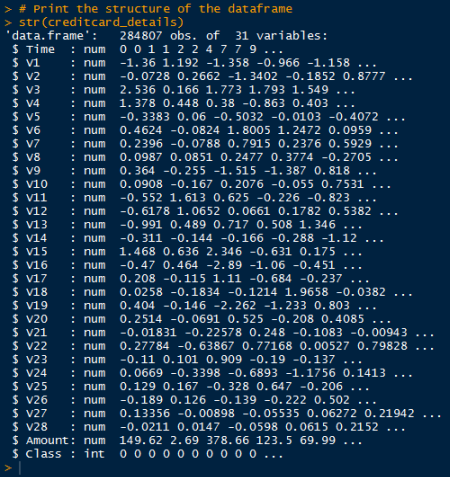 > # Print the structure of the dataframe
> str(creditcard_details)
'data.frame':   284807 obs. of  31 variables:
 $ Time  : num  0 0 1 1 2 2 4 7 7 9 ...
 $ V1    : num  -1.36 1.192 -1.358 -0.966 -1.158 ...
 $ V2    : num  -0.0728 0.2662 -1.3402 -0.1852 0.8777 ...
 $ V3    : num  2.536 0.166 1.773 1.793 1.549 ...
 $ V4    : num  1.378 0.448 0.38 -0.863 0.403 ...
 $ V5    : num  -0.3383 0.06 -0.5032 -0.0103 -0.4072 ...
 $ V6    : num  0.4624 -0.0824 1.8005 1.2472 0.0959 ...
 $ V7    : num  0.2396 -0.0788 0.7915 0.2376 0.5929 ...
 $ V8    : num  0.0987 0.0851 0.2477 0.3774 -0.2705 ...
 $ V9    : num  0.364 -0.255 -1.515 -1.387 0.818 ...
 $ V10   : num  0.0908 -0.167 0.2076 -0.055 0.7531 ...
 $ V11   : num  -0.552 1.613 0.625 -0.226 -0.823 ...
 $ V12   : num  -0.6178 1.0652 0.0661 0.1782 0.5382 ...
 $ V13   : num  -0.991 0.489 0.717 0.508 1.346 ...
 $ V14   : num  -0.311 -0.144 -0.166 -0.288 -1.12 ...
 $ V15   : num  1.468 0.636 2.346 -0.631 0.175 ...
 $ V16   : num  -0.47 0.464 -2.89 -1.06 -0.451 ...
 $ V17   : num  0.208 -0.115 1.11 -0.684 -0.237 ...
 $ V18   : num  0.0258 -0.1834 -0.1214 1.9658 -0.0382 ...
 $ V19   : num  0.404 -0.146 -2.262 -1.233 0.803 ...
 $ V20   : num  0.2514 -0.0691 0.525 -0.208 0.4085 ...
 $ V21   : num  -0.01831 -0.22578 0.248 -0.1083 -0.00943 ...
 $ V22   : num  0.27784 -0.63867 0.77168 0.00527 0.79828 ...
 $ V23   : num  -0.11 0.101 0.909 -0.19 -0.137 ...
 $ V24   : num  0.0669 -0.3398 -0.6893 -1.1756 0.1413 ...
 $ V25   : num  0.129 0.167 -0.328 0.647 -0.206 ...
 $ V26   : num  -0.189 0.126 -0.139 -0.222 0.502 ...
 $ V27   : num  0.13356 -0.00898 -0.05535 0.06272 0.21942 ...
 $ V28   : num  -0.0211 0.0147 -0.0598 0.0615 0.2152 ...
 $ Amount: num  149.62 2.69 378.66 123.5 69.99 ...
 $ Class : int  0 0 0 0 0 0 0 0 0 0 ...
>